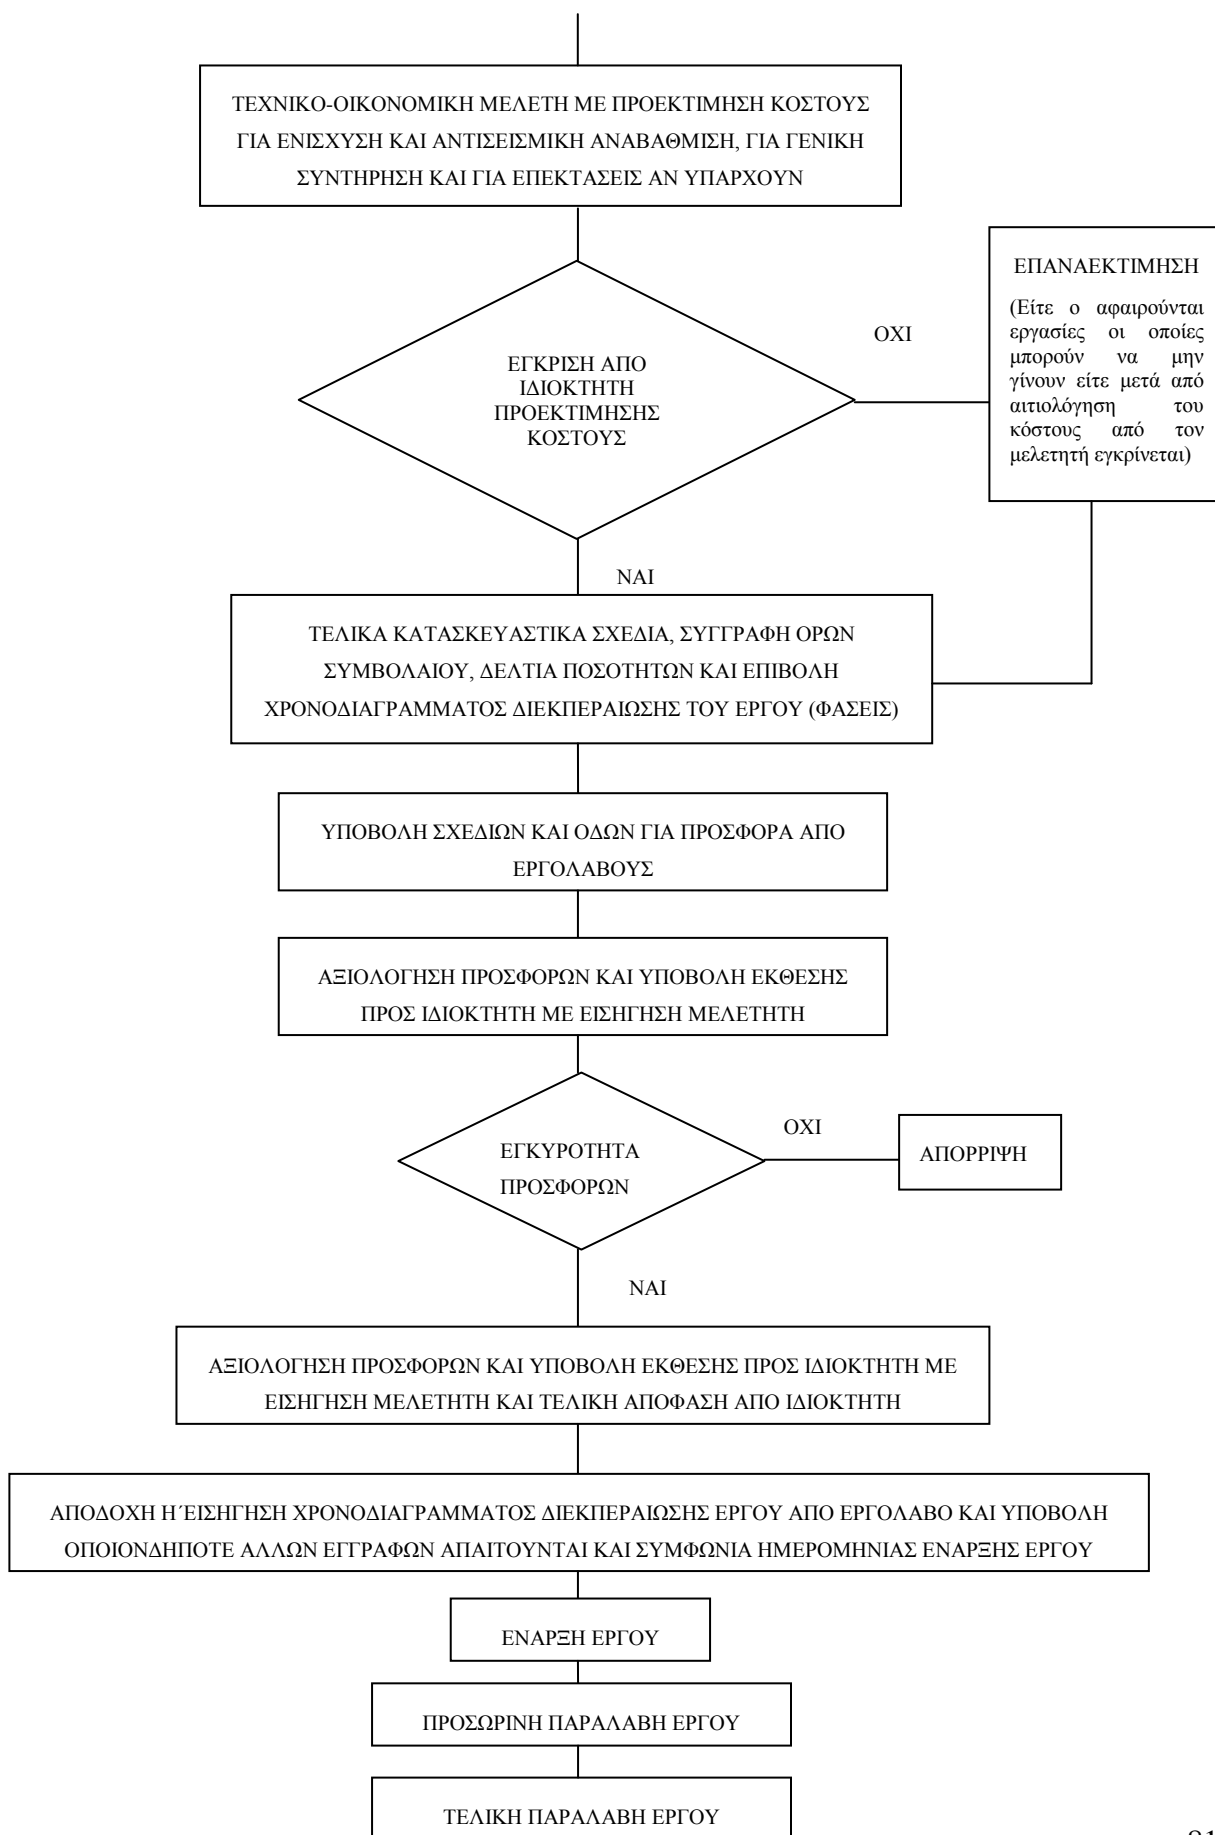 ΤΕΧΝΙΚΟ-ΟΙΚΟΝΟΜΙΚΗ ΜΕΛΕΤΗ ΜΕ ΠΡΟΕΚΤΙΜΗΣΗ ΚΟΣΤΟΥΣ
ΓΙΑ ΕΝΙΣΧΥΣΗ ΚΑΙ ΑΝΤΙΣΕΙΣΜΙΚΗ ΑΝΑΒΑΘΜΙΣΗ, ΓΙΑ ΓΕΝΙΚΗ
ΣΥΝΤΗΡΗΣΗ ΚΑΙ ΓΙΑ ΕΠΕΚΤΑΣΕΙΣ ΑΝ ΥΠΑΡΧΟΥΝ
ΕΓΚΡΙΣΗ ΑΠΟ
ΙΔΙΟΚΤΗΤΗ
ΠΡΟΕΚΤΙΜΗΣΗΣ
ΚΟΣΤΟΥΣ
ΟΧΙ
ΕΠΑΝΑΕΚΤΙΜΗΣΗ
(Είτε ο αφαιρούνται
εργασίες οι οποίες
μπορούν να μην
γίνουν είτε μετά από
αιτιολόγηση του
κόστους από τον
μελετητή εγκρίνεται)
ΝΑΙ
ΤΕΛΙΚΑ ΚΑΤΑΣΚΕΥΑΣΤΙΚΑ ΣΧΕΔΙΑ, ΣΥΓΓΡΑΦΗ ΟΡΩΝ
ΣΥΜΒΟΛΑΙΟΥ, ΔΕΛΤΙΑ ΠΟΣΟΤΗΤΩΝ ΚΑΙ ΕΠΙΒΟΛΗ
ΧΡΟΝΟΔΙΑΓΡΑΜΜΑΤΟΣ ΔΙΕΚΠΕΡΑΙΩΣΗΣ ΤΟΥ ΕΡΓΟΥ (ΦΑΣΕΙΣ)
ΥΠΟΒΟΛΗ ΣΧΕΔΙΩΝ ΚΑΙ ΟΔΩΝ ΓΙΑ ΠΡΟΣΦΟΡΑ ΑΠΟ
ΕΡΓΟΛΑΒΟΥΣ
ΑΞΙΟΛΟΓΗΣΗ ΠΡΟΣΦΟΡΩΝ ΚΑΙ ΥΠΟΒΟΛΗ ΕΚΘΕΣΗΣ
ΠΡΟΣ ΙΔΙΟΚΤΗΤΗ ΜΕ ΕΙΣΗΓΗΣΗ ΜΕΛΕΤΗΤΗ
ΕΓΚΥΡΟΤΗΤΑ
ΠΡΟΣΦΟΡΩΝ
ΟΧΙ
ΑΠΟΡΡΙΨΗ
ΝΑΙ
ΑΞΙΟΛΟΓΗΣΗ ΠΡΟΣΦΟΡΩΝ ΚΑΙ ΥΠΟΒΟΛΗ ΕΚΘΕΣΗΣ ΠΡΟΣ ΙΔΙΟΚΤΗΤΗ ΜΕ
ΕΙΣΗΓΗΣΗ ΜΕΛΕΤΗΤΗ ΚΑΙ ΤΕΛΙΚΗ ΑΠΟΦΑΣΗ ΑΠΟ ΙΔΙΟΚΤΗΤΗ
ΑΠΟΔΟΧΗ Η΄ΕΙΣΗΓΗΣΗ ΧΡΟΝΟΔΙΑΓΡΑΜΜΑΤΟΣ ΔΙΕΚΠΕΡΑΙΩΣΗΣ ΕΡΓΟΥ ΑΠΟ ΕΡΓΟΛΑΒΟ ΚΑΙ ΥΠΟΒΟΛΗ
ΟΠΟΙΟΝΔΗΠΟΤΕ ΑΛΛΩΝ ΕΓΓΡΑΦΩΝ ΑΠΑΙΤΟΥΝΤΑΙ ΚΑΙ ΣΥΜΦΩΝΙΑ ΗΜΕΡΟΜΗΝΙΑΣ ΕΝΑΡΞΗΣ ΕΡΓΟΥ
ΕΝΑΡΞΗ ΕΡΓΟΥ
ΠΡΟΣΩΡΙΝΗ ΠΑΡΑΛΑΒΗ ΕΡΓΟΥ
ΤΕΛΙΚΗ ΠΑΡΑΛΑΒΗ ΕΡΓΟΥ